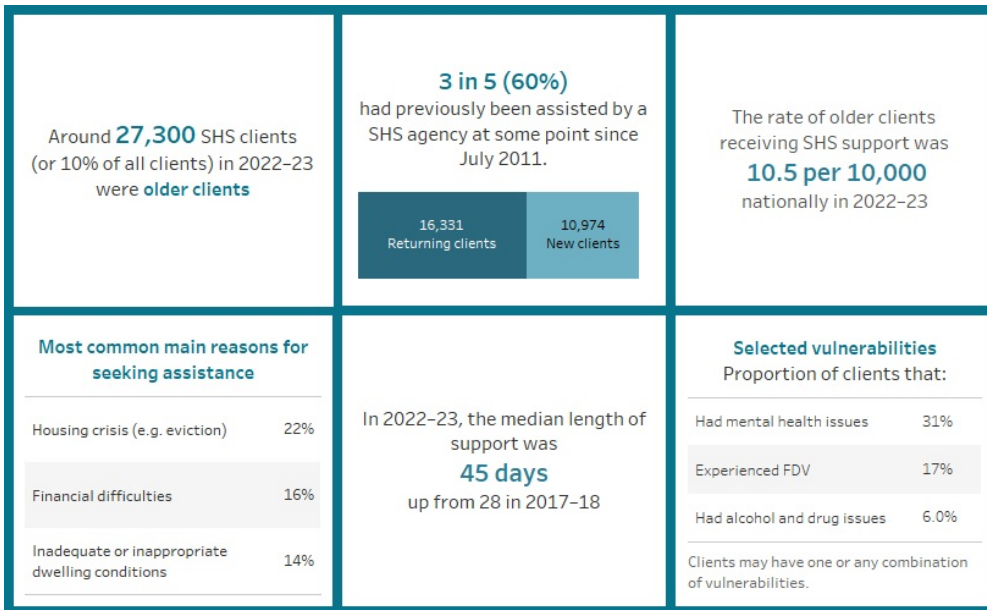 Around 27,300 SHS clients
(or 10% of all clients) in 2022–23
were older clients
3 in 5 (60%)
had previously been assisted by a
SHS agency at some point since
July 2011.
16,331
Returning clients
10,974
New clients
The rate of older clients
receiving SHS support was
10.5 per 10,000
nationally in 2022–23
Most common main reasons for
seeking assistance
Housing crisis (e.g. eviction) 22%
Financial difficulties 16%
Inadequate or inappropriate
dwelling conditions 14%
In 2022–23, the median length of
support was
45 days
up from 28 in 2017–18
Selected vulnerabilities
Proportion of clients that:
Had mental health issues 31%
Experienced FDV 17%
Had alcohol and drug issues 6.0%
Clients may have one or any combination
of vulnerabilities.